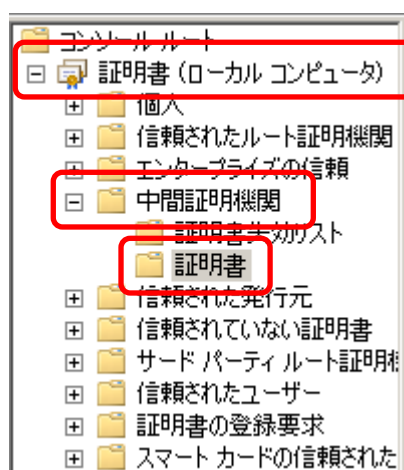 コンソール ルート
証明書 (ローカル コンピュータ)
個人
信頼されたルート証明機関
エンタープライズの信頼
中間証明機関
証明書失効リスト
証明書
信頼された発行元
信頼されていない証明書
サード パーティ ルート証明機
信頼されたユーザー
証明書の登録要求
スマート カードの信頼された